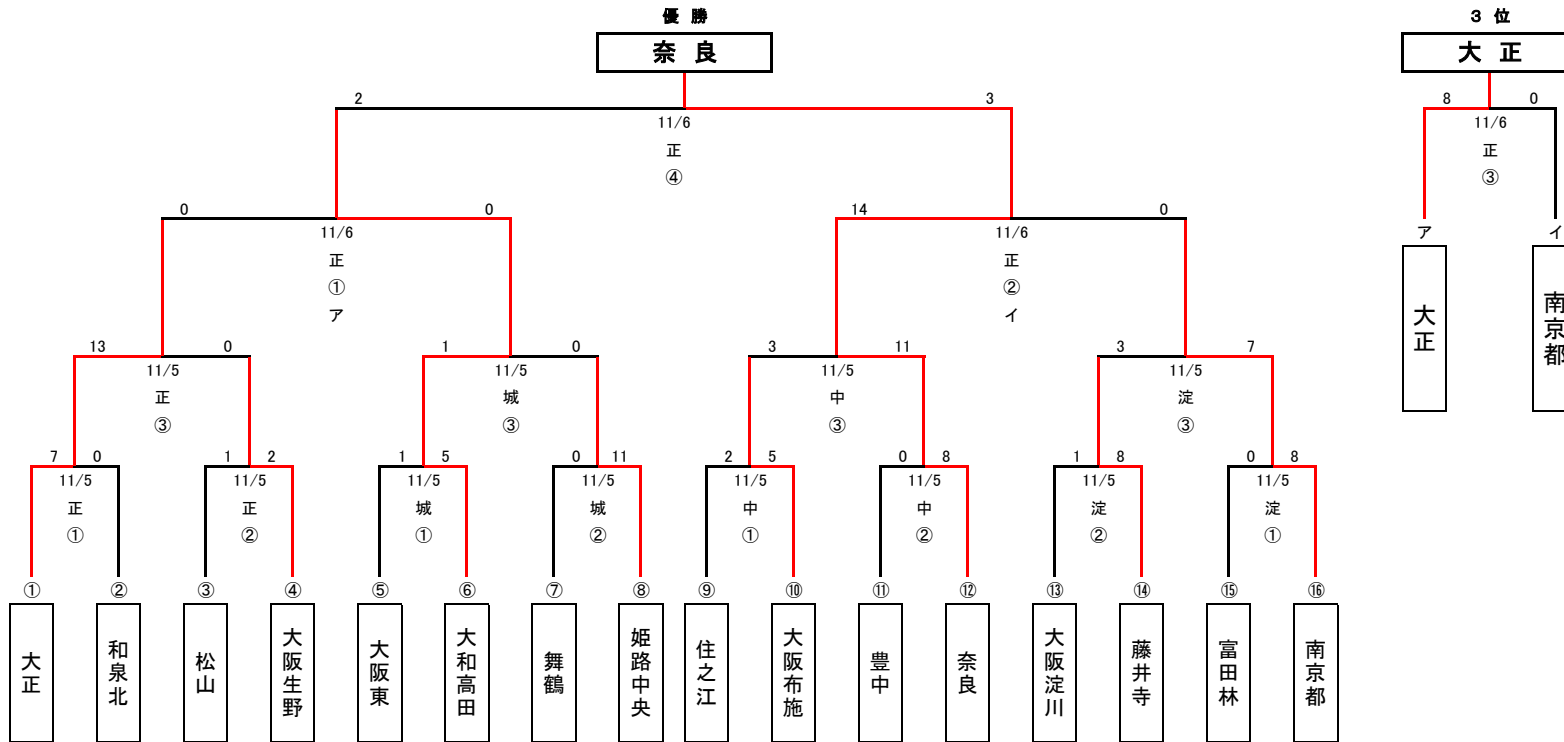 優 勝
3 位
奈 良
大 正
2
3
8
0
11/6
正
④
11/6
正
③
0
0
14
0
ア
イ
11/6
正
①
ア
11/6
正
②
イ
大正
南京都
13
0
1
0
3
11
3
7
11/5
正
③
11/5
城
③
11/5
中
③
11/5
淀
③
7
0
1
2
1
5
0
11
2
5
0
8
1
8
0
8
11/5
正
①
11/5
正
②
11/5
城
①
11/5
城
②
11/5
中
①
11/5
中
②
11/5
淀
②
11/5
淀
①
①
②
③
④
⑤
⑥
⑦
⑧
⑨
⑩
⑪
⑫
⑬
⑭
⑮
⑯
大正
和泉北
松山
大阪生野
大阪東
大和高田
舞鶴
姫路中央
住之江
大阪布施
豊中
奈良
大阪淀川
藤井寺
富田林
南京都